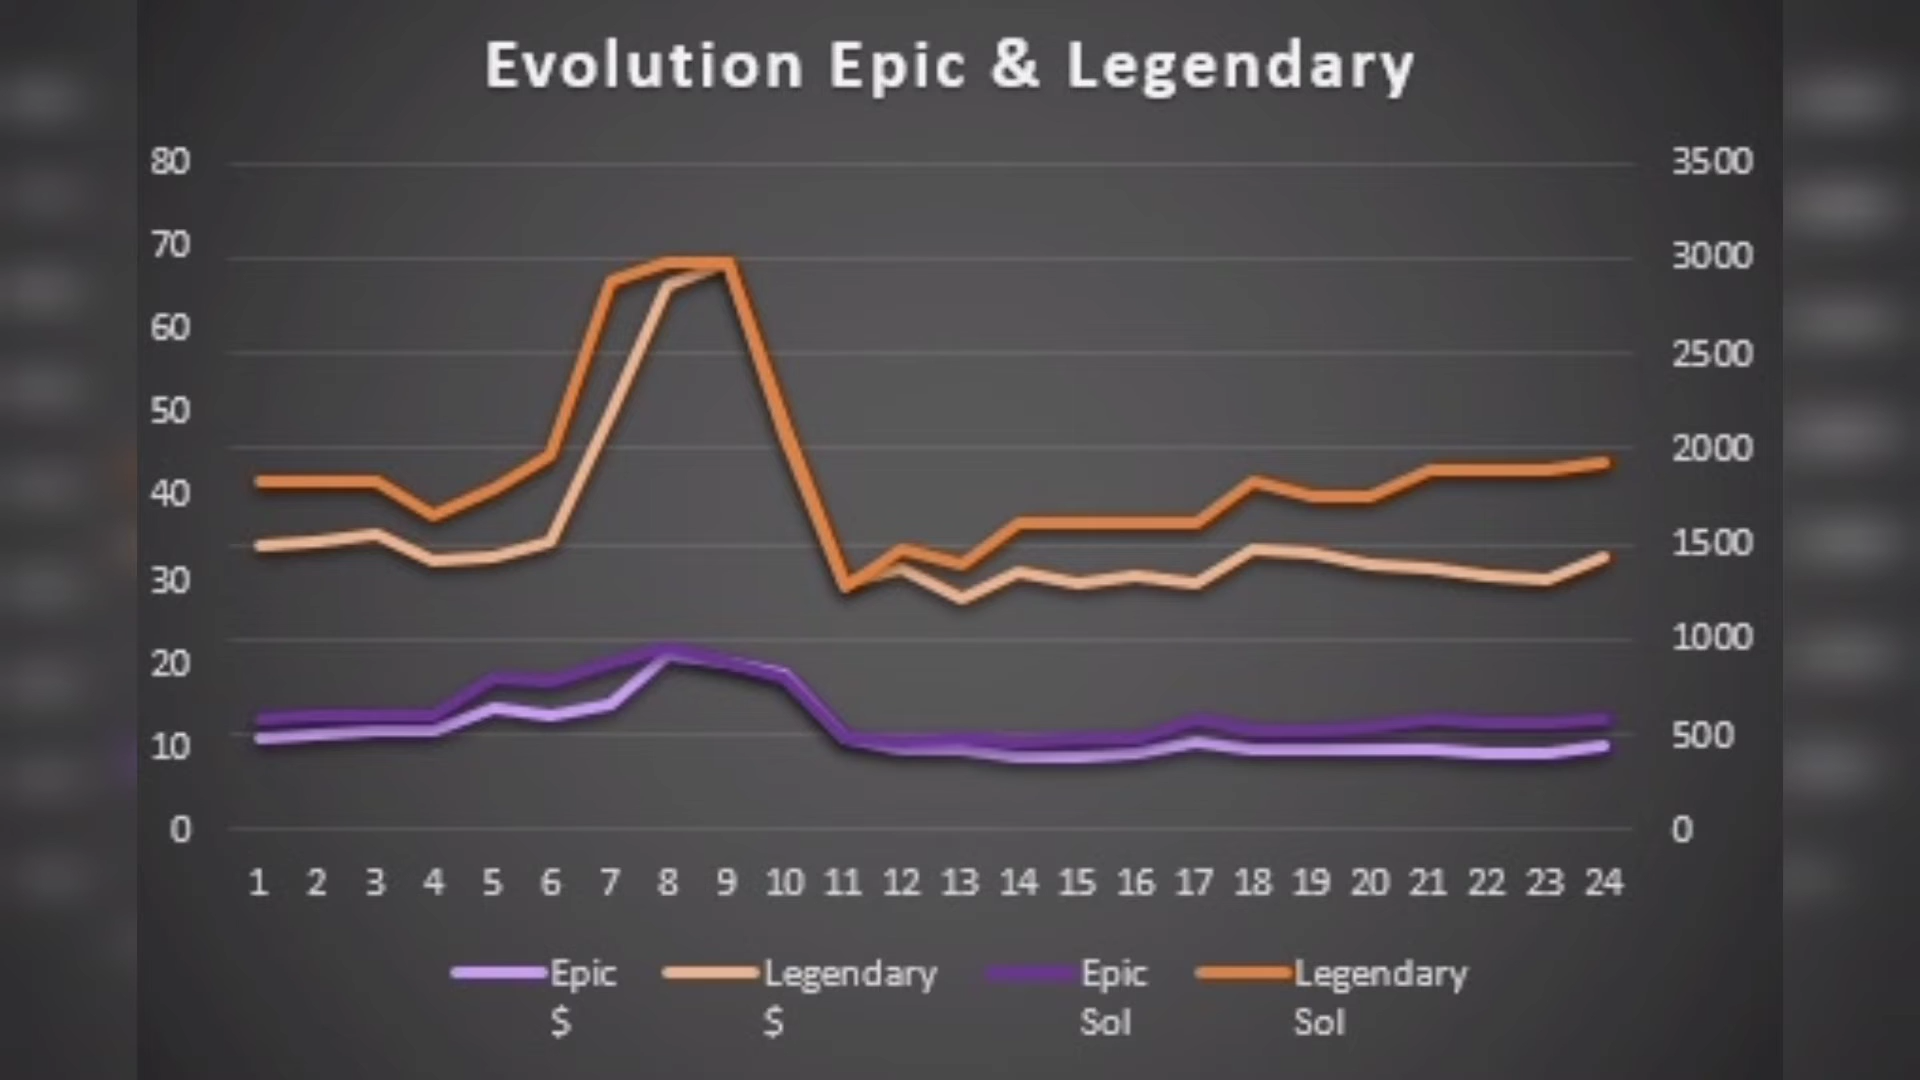 Evolution Epic & Legendary
80
70
60
50
40
30
20
10
0
3500
3000
2500
2000
1500
1000
500
0
1 2 3 4 5 6 7 8 9 10 11 12 13 14 15 16 17 18 19 20 21 22 23 24
Epic $
Legendary $
Epic Sol
Legendary Sol